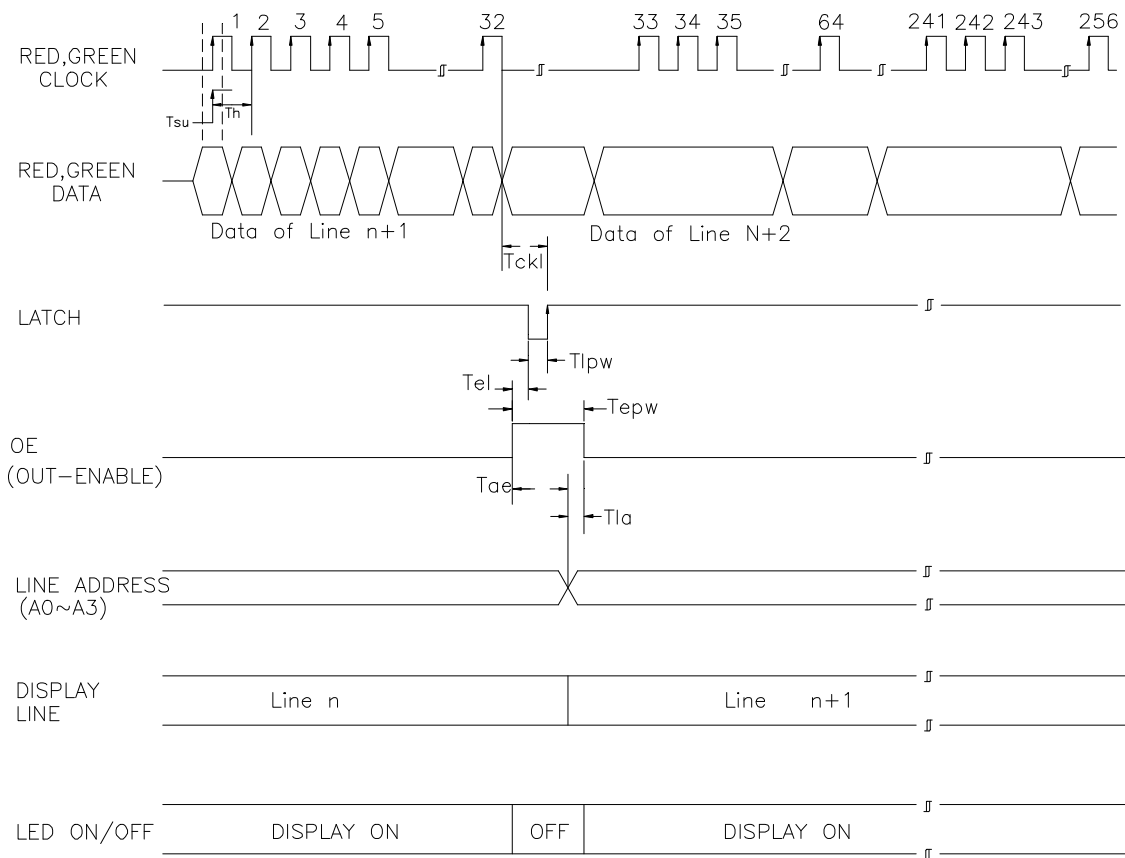 1 2 3 4 5 32 33 34 35 64 241 242 243 256
RED,GREEN
CLOCK
Tsu
Th
RED,GREEN
DATA
Data of Line n+1
Data of Line N+2
Tckl
LATCH
Tlpw
Tel
Tepw
OE
(OUT-ENABLE)
Tae
Tla
LINE ADDRESS
(A0~A3)
DISPLAY
LINE
Line n
Line n+1
LED ON/OFF
DISPLAY ON
OFF
DISPLAY ON